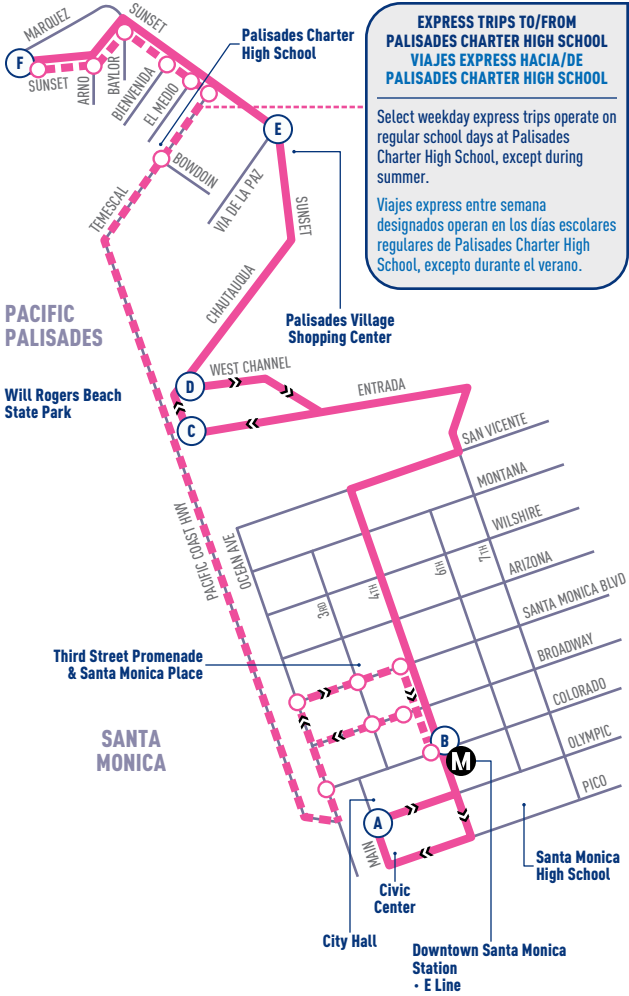 EXPRESS TRIPS TO/FROM
PALISADES CHARTER HIGH SCHOOL
VIAJES EXPRESS HACIA/DE
PALISADES CHARTER HIGH SCHOOL
Select weekday express trips operate on
regular school days at Palisades
Charter High School, except during
summer.
Viajes express entre semana
designados operan en los días escolares
regulares de Palisades Charter High
School, excepto durante el verano.
MARQUEZ
SUNSET
F
SUNSET
ARNO
BAYLOR
BIENVENIDA
EL MEDIO
Palisades Charter
High School
E
BOWDOIN
VIA DE LA PAZ
TEMESCAL
SUNSET
CHAUTAUQUA
PACIFIC
PALISADES
Palisades Village
Shopping Center
Will Rogers Beach
State Park
D
WEST CHANNEL
ENTRADA
C
SAN VICENTE
MONTANA
WILSHIRE
ARIZONA
SANTA MONICA BLVD
BROADWAY
COLORADO
OLYMPIC
PICO
PACIFIC COAST HWY
OCEAN AVE
3RD
4TH
6TH
7TH
Third Street Promenade
& Santa Monica Place
SANTA
MONICA
B
M
A
MAIN
Civic
Center
City Hall
Santa Monica
High School
Downtown Santa Monica
Station
• E Line